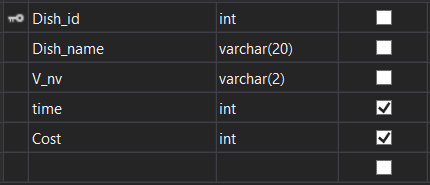 Dish_id int
Dish_name varchar(20)
V_nv varchar(2)
time int
Cost int